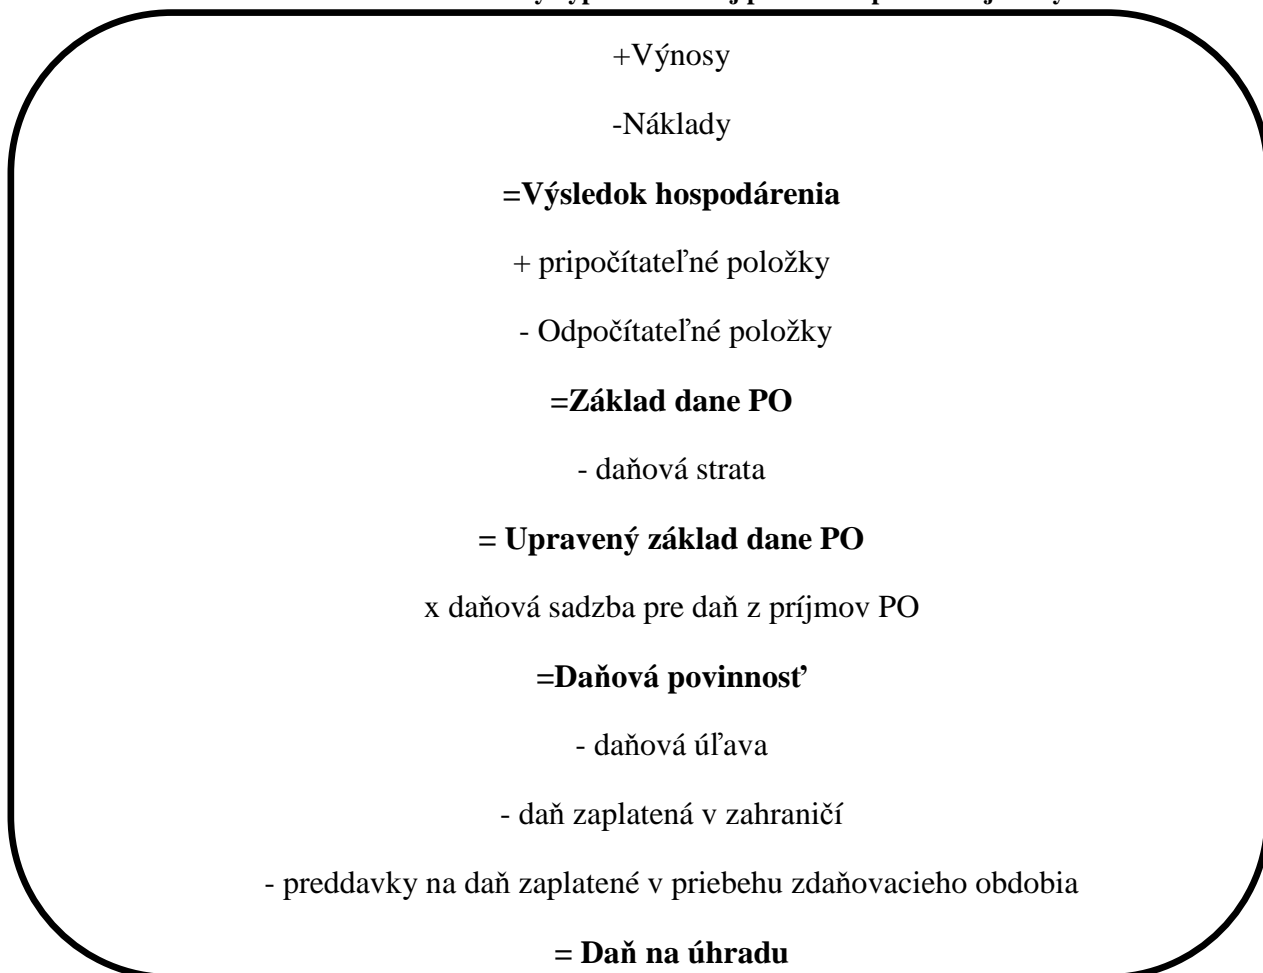 +Výnosy
-Náklady
=Výsledok hospodárenia
+ pripočítateľné položky
- Odpočítateľné položky
=Základ dane PO
- daňová strata
= Upravený základ dane PO
x daňová sadzba pre daň z príjmov PO
=Daňová povinnosť
- daňová úľava
- daň zaplatená v zahraničí
- preddavky na daň zaplatené v priebehu zdaňovacieho obdobia
= Daň na úhradu